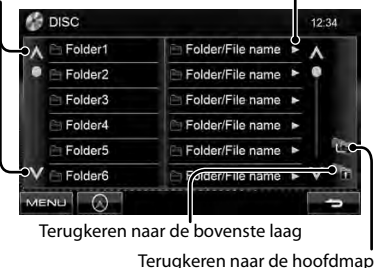 DISC 12:34
Folder1 Folder/File name
Folder2 Folder/File name
Folder3 Folder/File name
Folder4 Folder/File name
Folder5 Folder/File name
Folder6 Folder/File name
MENU
Terugkeren naar de bovenste laag
Terugkeren naar de hoofdmap